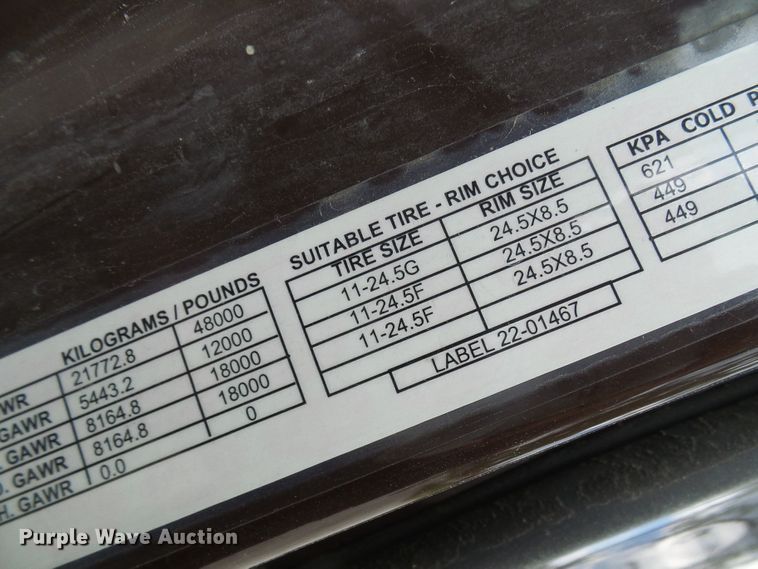 KILOGRAMS / POUNDS
WR 21772.8 48000
GAWR 5443.2 12000
. GAWR 8164.8 18000
D. GAWR 8164.8 18000
H. GAWR 0.0 0
SUITABLE TIRE - RIM CHOICE
TIRE SIZE RIM SIZE
11-24.5G 24.5X8.5
11-24.5F 24.5X8.5
11-24.5F 24.5X8.5
LABEL 22-01467
KPA COLD P
621
449
449
Purple Wave Auction